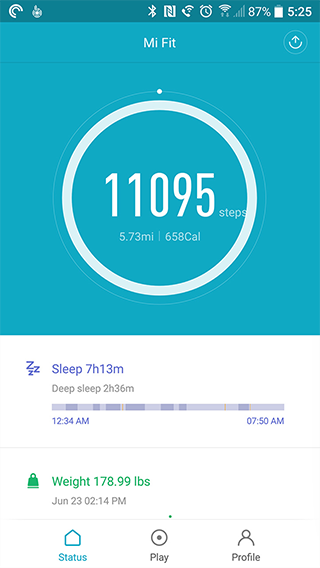 87% 5:25
Mi Fit
11095 steps
5.73mi | 658Cal
Sleep 7h13m
Deep sleep 2h36m
12:34 AM 07:50 AM
Weight 178.99 lbs
Jun 23 02:14 PM
Status Play Profile